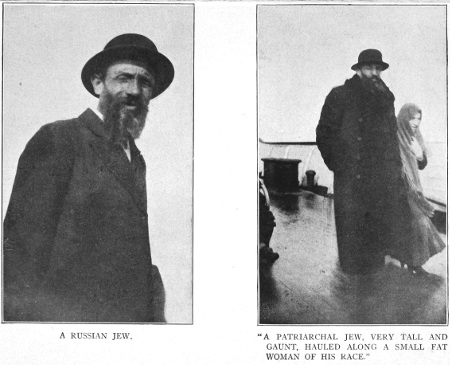 A RUSSIAN JEW.
"A PATRIARCHAL JEW, VERY TALL AND
GAUNT, HAULED ALONG A SMALL FAT
WOMAN OF HIS RACE."